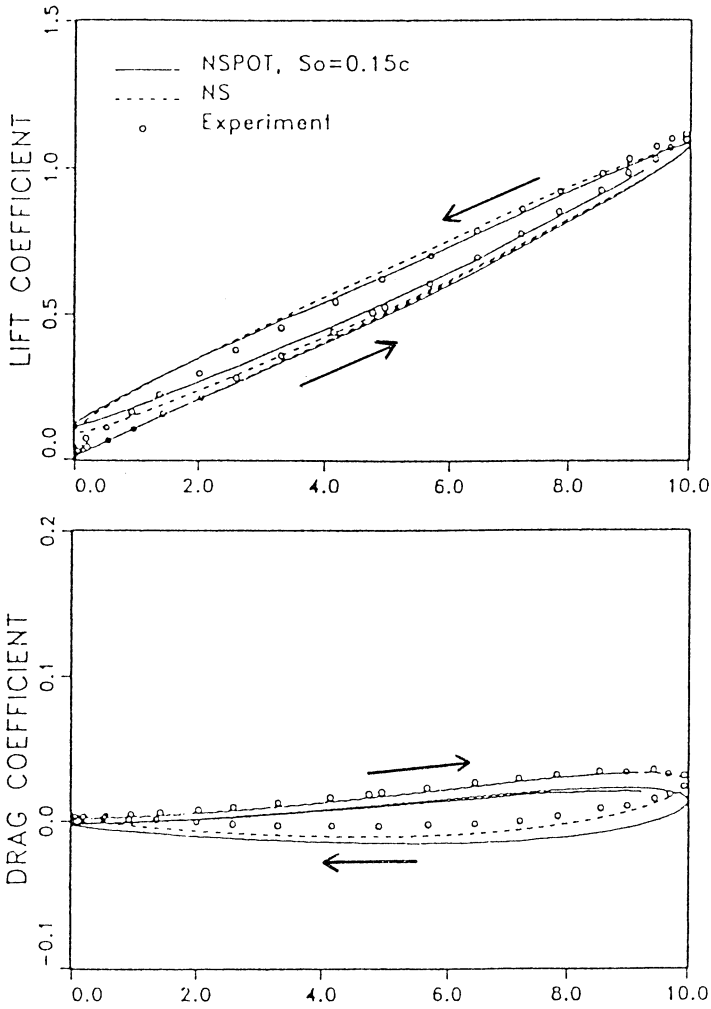 1.5
NSPOT, So=0.15c
NS
Experiment
1.0
0.5
0.0
LIFT COEFFICIENT
0.0 2.0 4.0 6.0 8.0 10.0
0.2
0.1
0.0
-0.1
DRAG COEFFICIENT
0.0 2.0 4.0 6.0 8.0 10.0